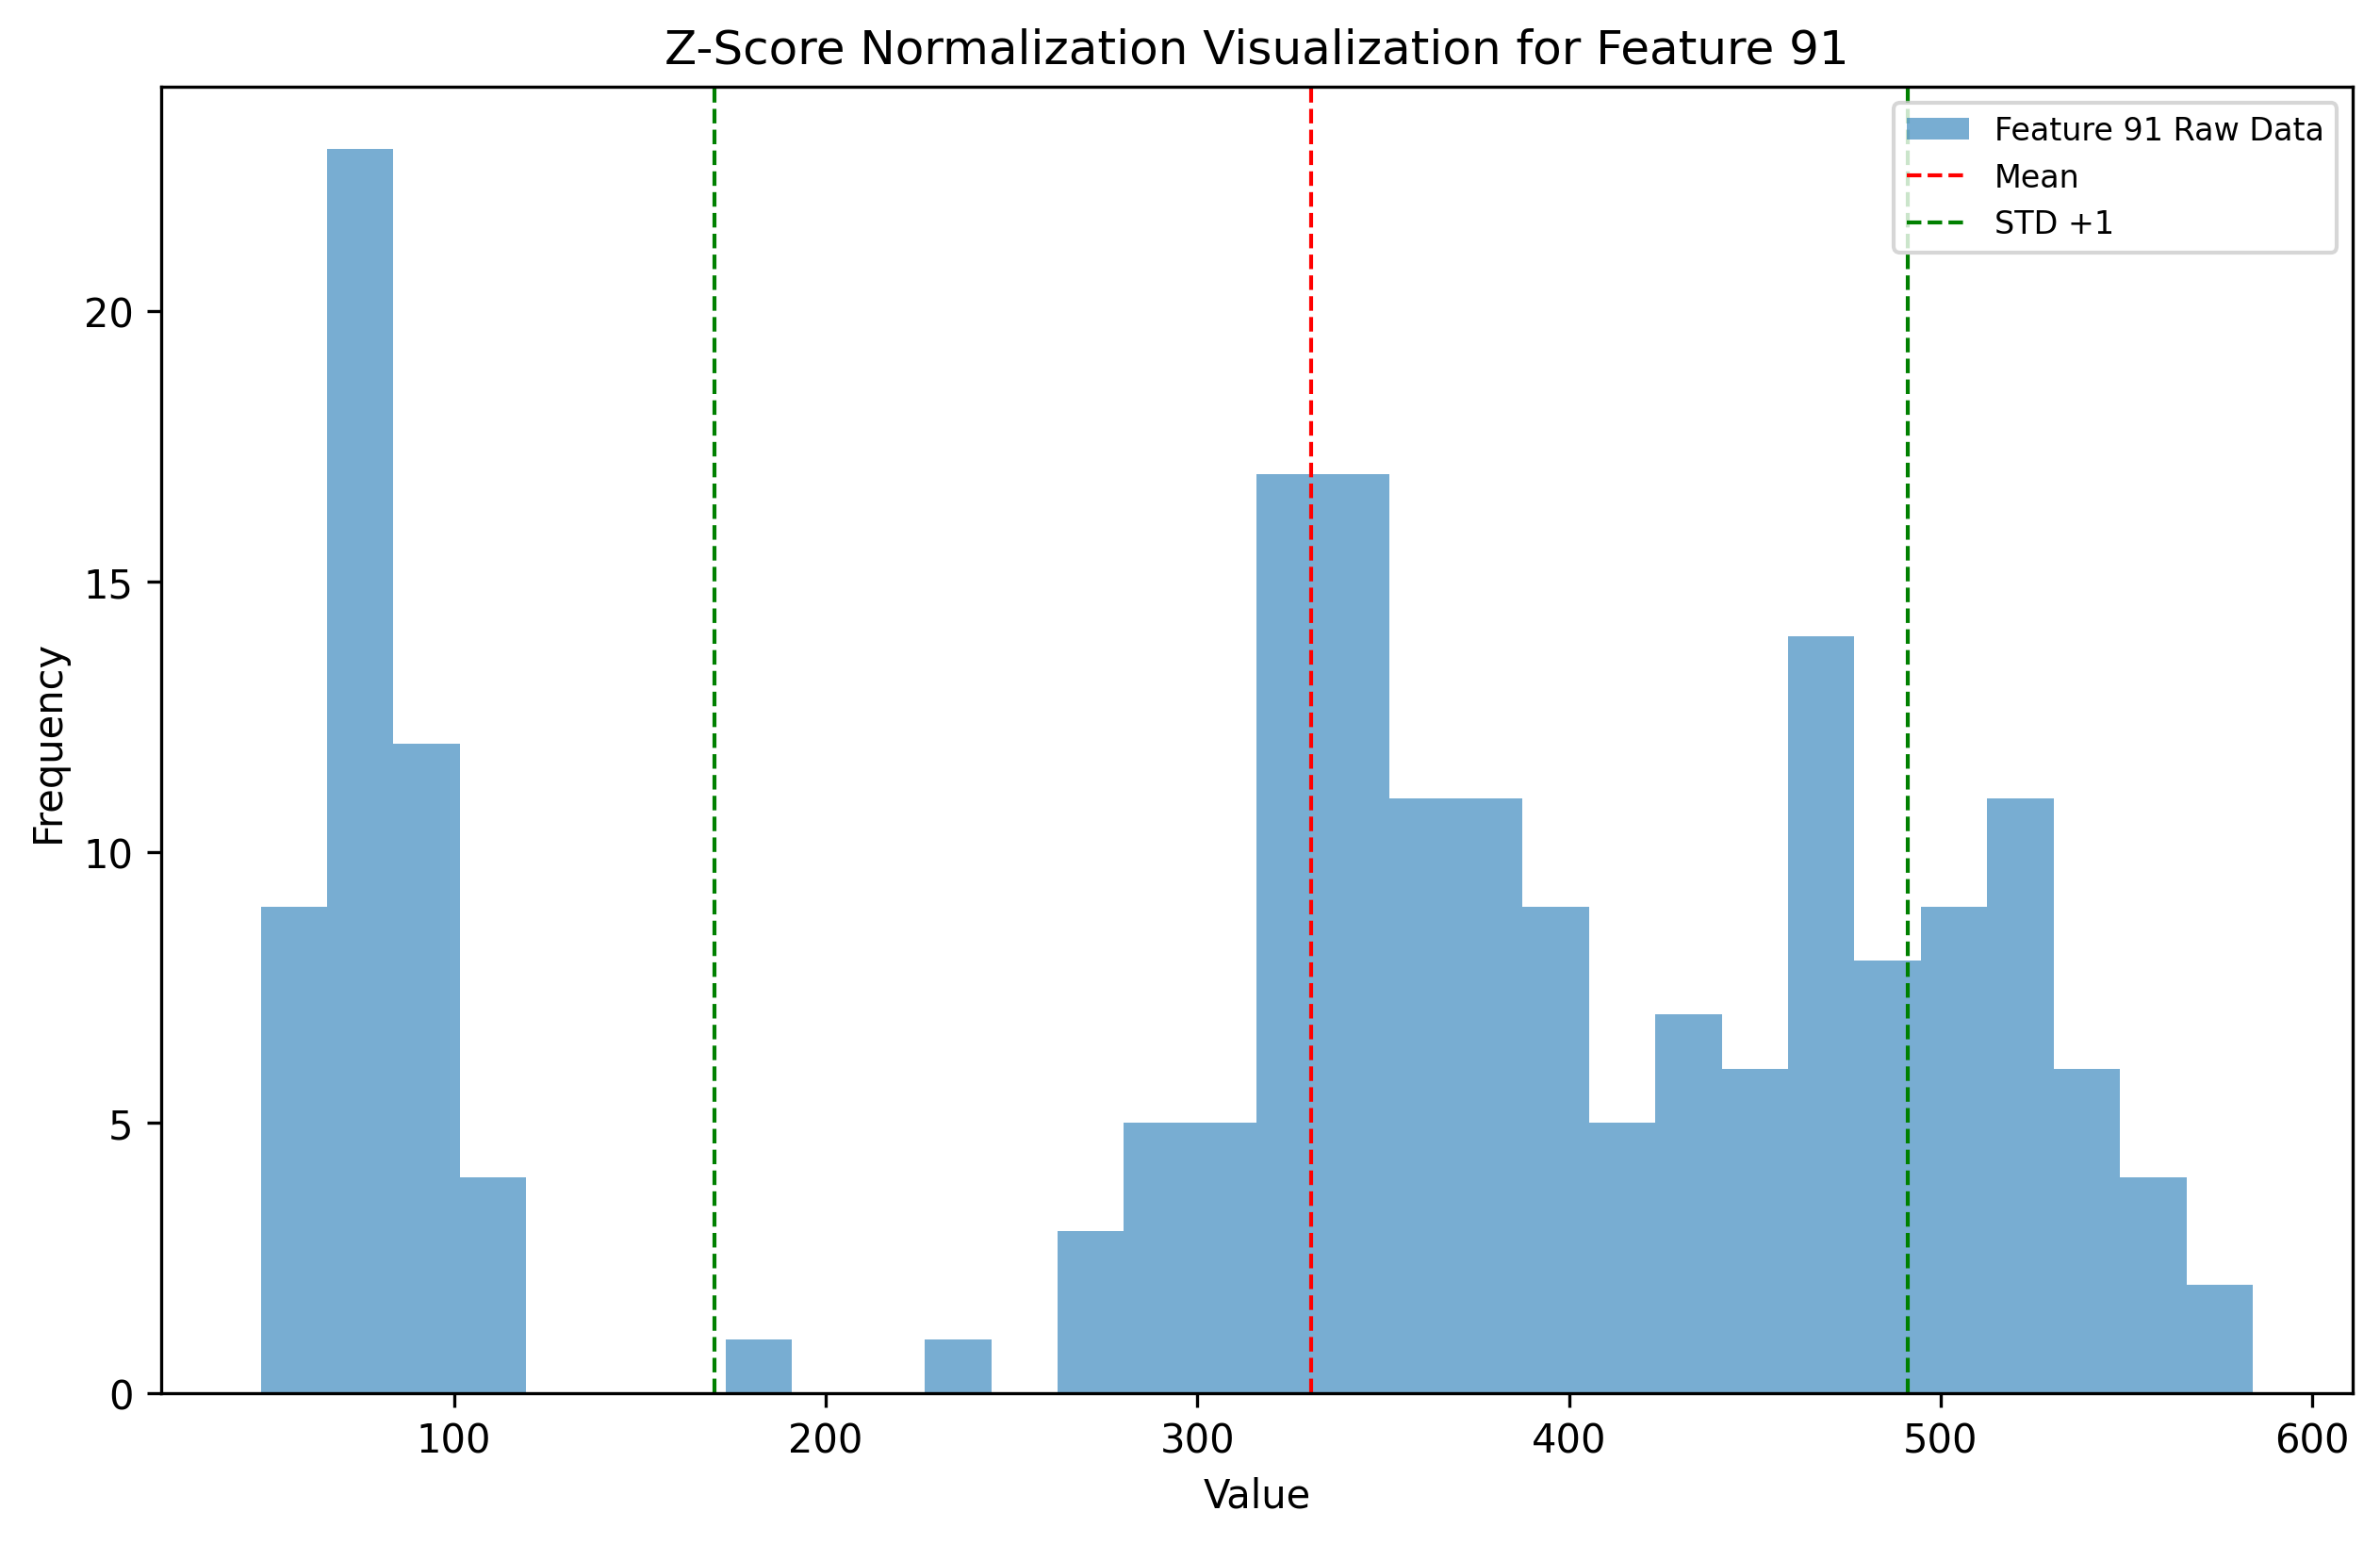 Z-Score Normalization Visualization for Feature 91
Feature 91 Raw Data
Mean
STD +1
20
15
10
5
0
Frequency
100 200 300 400 500 600
Value